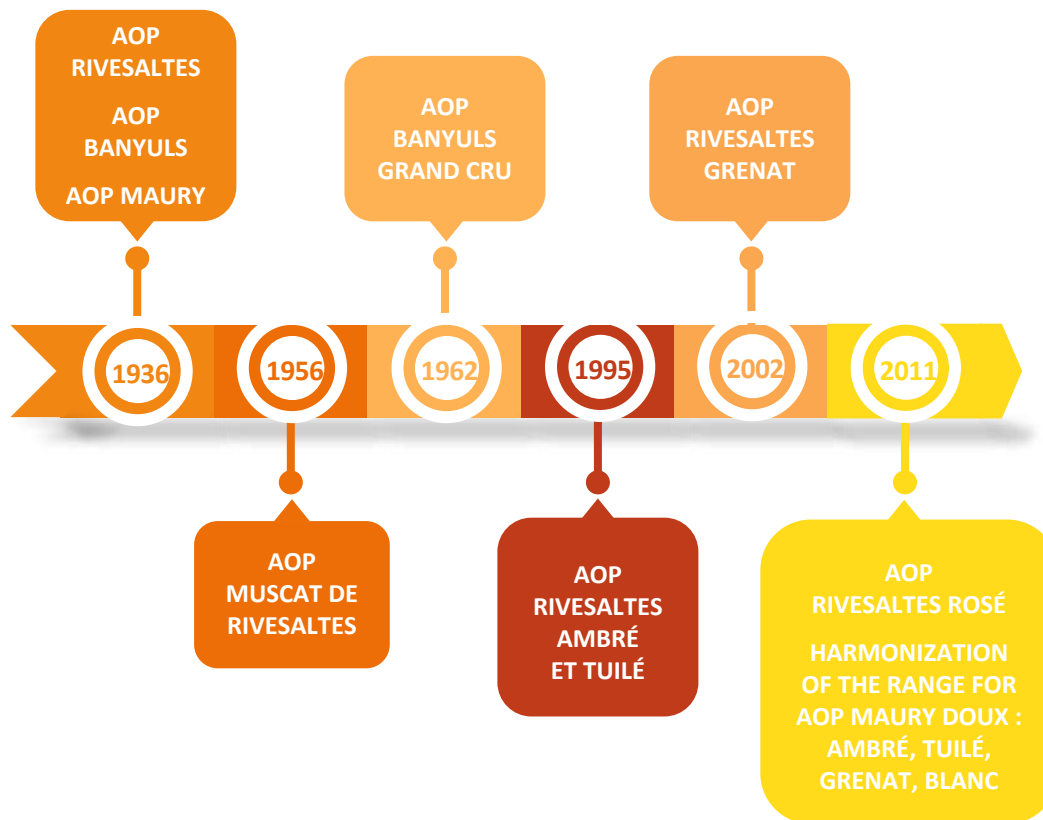 AOP
RIVESALTES
AOP
BANYULS
AOP MAURY
AOP
BANYULS
GRAND CRU
AOP
RIVESALTES
GRENAT
1936
1956
1962
1995
2002
2011
AOP
MUSCAT DE
RIVESALTES
AOP
RIVESALTES
AMBRÉ
ET TUILÉ
AOP
RIVESALTES ROSÉ
HARMONIZATION
OF THE RANGE FOR
AOP MAURY DOUX :
AMBRÉ, TUILÉ,
GRENAT, BLANC